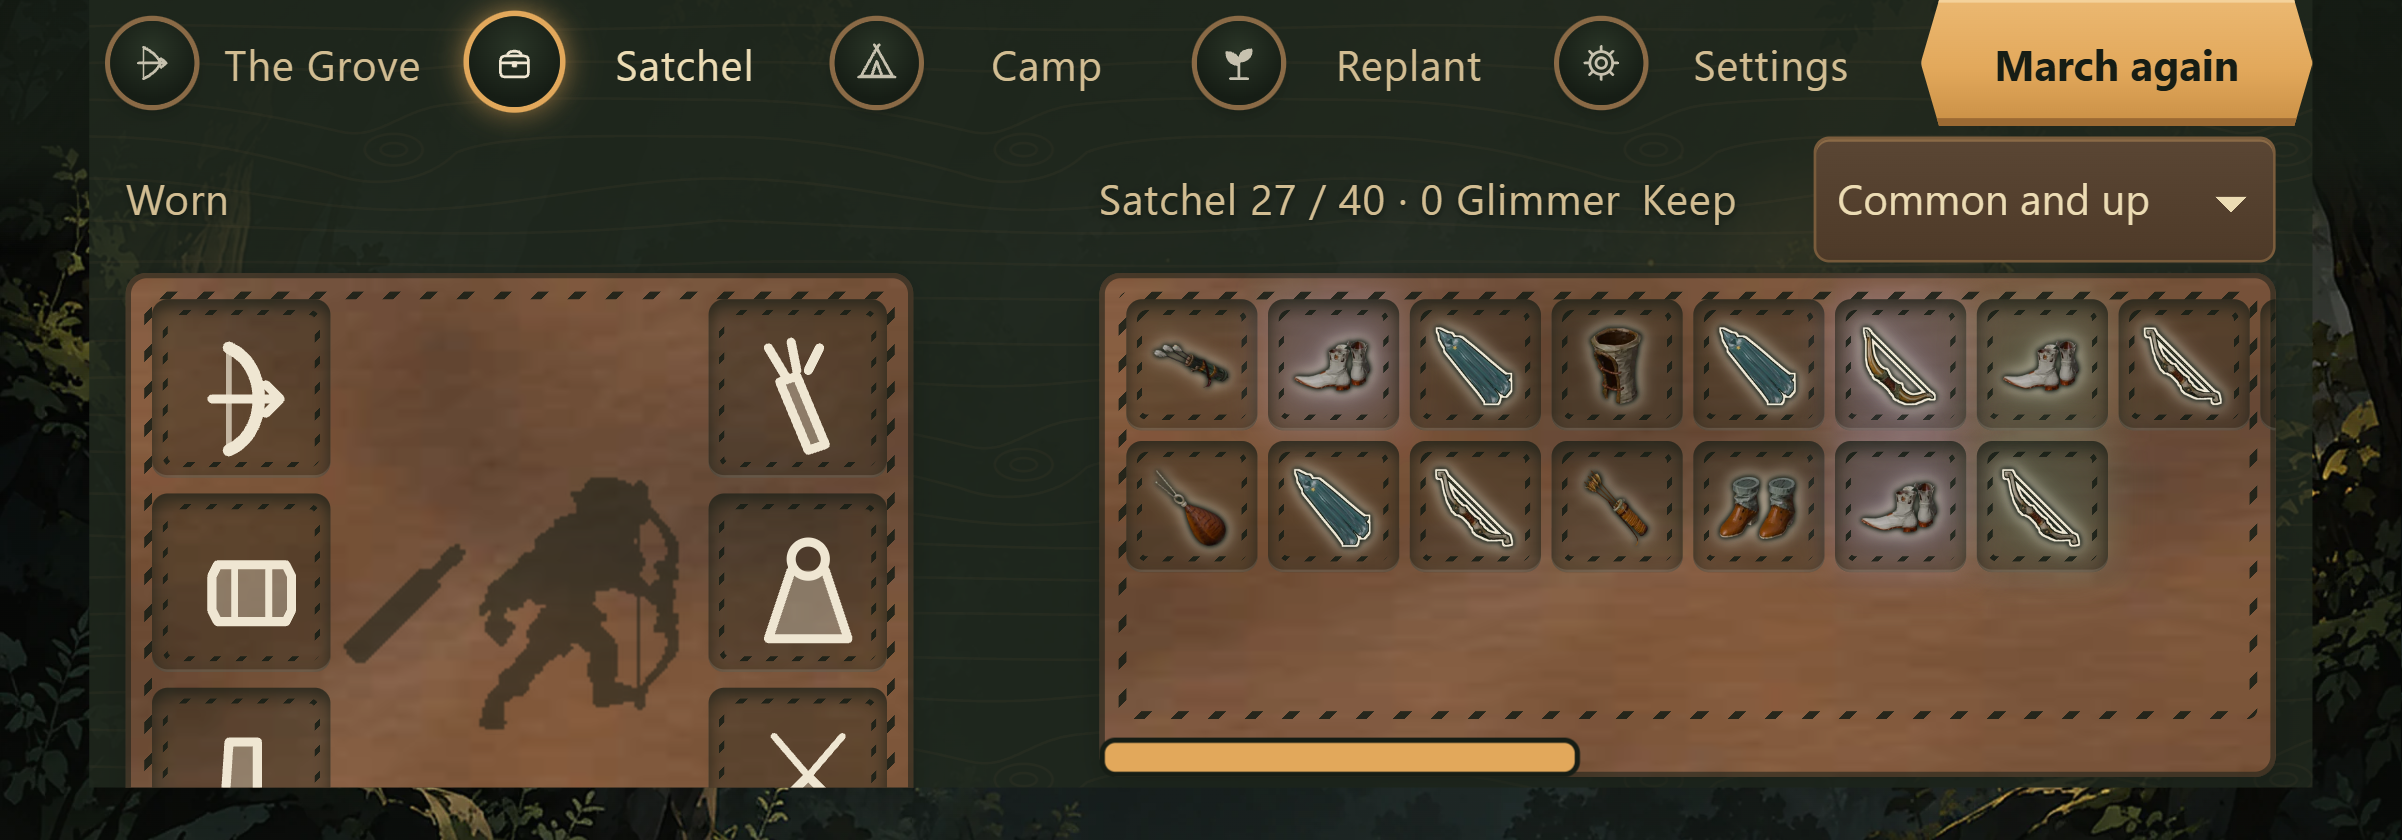 The Grove Satchel Camp Replant Settings March again
Worn
Satchel 27 / 40 · 0 Glimmer Keep Common and up